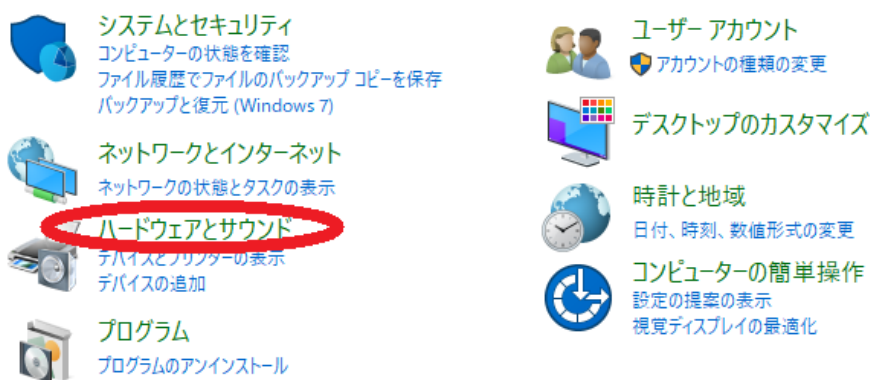 システムとセキュリティ
コンピューターの状態を確認
ファイル履歴でファイルのバックアップ コピーを保存
バックアップと復元 (Windows 7)
ネットワークとインターネット
ネットワークの状態とタスクの表示
ハードウェアとサウンド
デバイスとプリンターの表示
デバイスの追加
プログラム
プログラムのアンインストール
ユーザー アカウント
アカウントの種類の変更
デスクトップのカスタマイズ
時計と地域
日付、時刻、数値形式の変更
コンピューターの簡単操作
設定の提案の表示
視覚ディスプレイの最適化